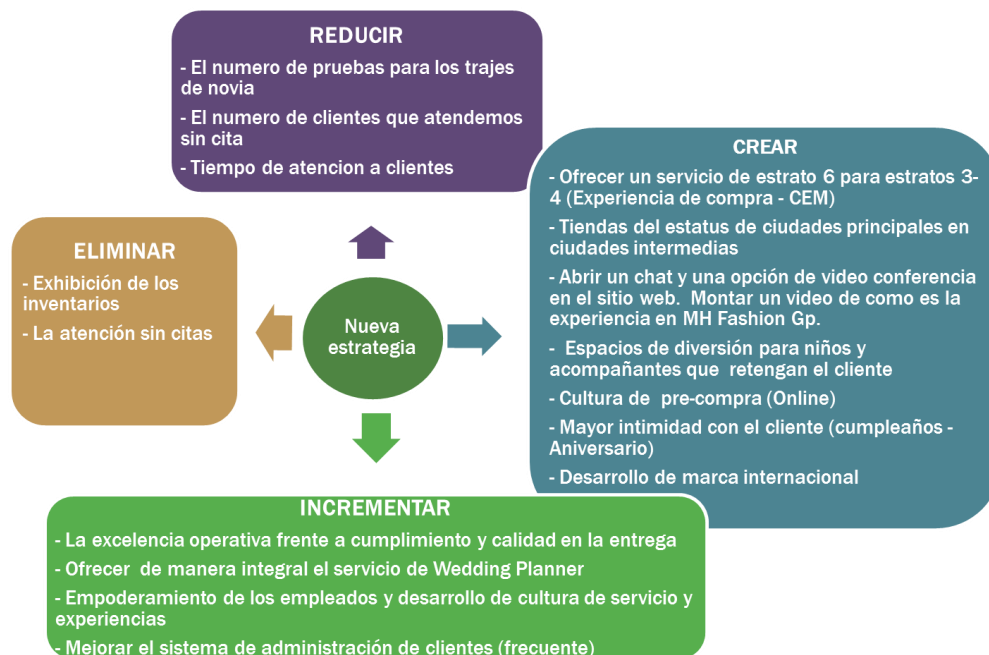 REDUCIR
- El numero de pruebas para los trajes
de novia
- El numero de clientes que atendemos
sin cita
- Tiempo de atencion a clientes
CREAR
- Ofrecer un servicio de estrato 6 para estratos 3-
4 (Experiencia de compra - CEM)
- Tiendas del estatus de ciudades principales en
ciudades intermedias
- Abrir un chat y una opción de video conferencia
en el sitio web. Montar un video de como es la
experiencia en MH Fashion Gp.
- Espacios de diversión para niños y
acompañantes que retengan el cliente
- Cultura de pre-compra (Online)
- Mayor intimidad con el cliente (cumpleaños -
Aniversario)
- Desarrollo de marca internacional
ELIMINAR
- Exhibición de los
inventarios
- La atención sin citas
Nueva
estrategia
INCREMENTAR
- La excelencia operativa frente a cumplimiento y calidad en la entrega
- Ofrecer de manera integral el servicio de Wedding Planner
- Empoderamiento de los empleados y desarrollo de cultura de servicio y
experiencias
- Mejorar el sistema de administración de clientes (frecuente)